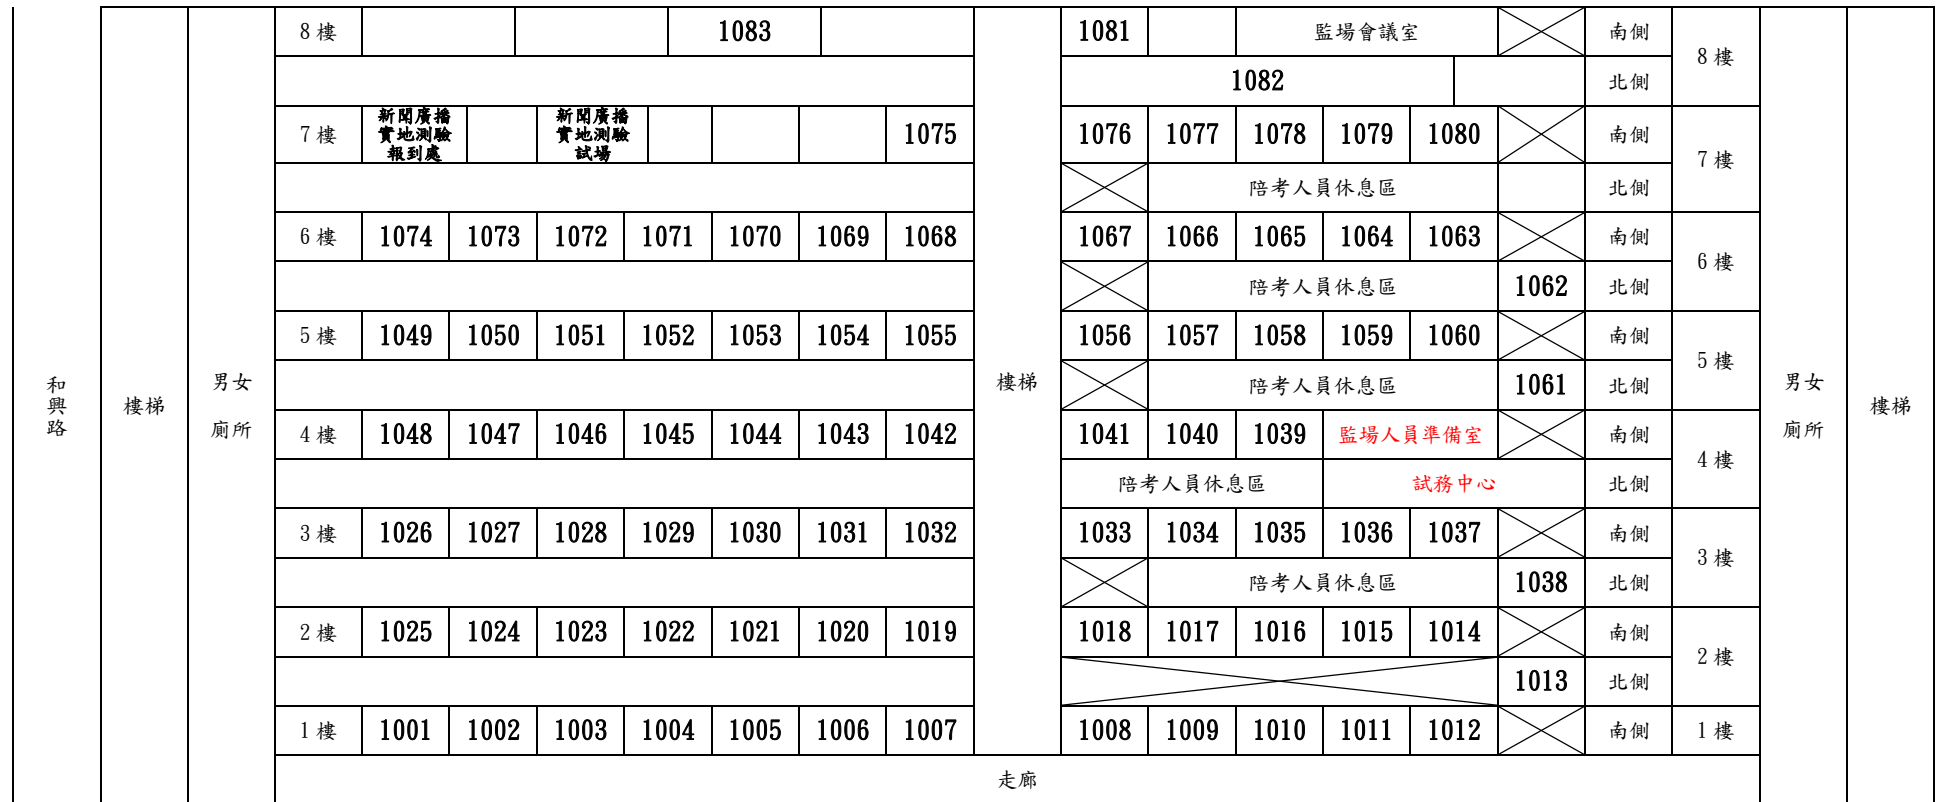 8樓 1083 1081 監場會議室 南側 8樓
1082 北側
7樓 新聞廣播實地測驗報到處 新聞廣播實地測驗試場 1075 1076 1077 1078 1079 1080 南側 7樓
陪考人員休息區 北側
6樓 1074 1073 1072 1071 1070 1069 1068 1067 1066 1065 1064 1063 南側 6樓
陪考人員休息區 1062 北側
5樓 1049 1050 1051 1052 1053 1054 1055 1056 1057 1058 1059 1060 南側 5樓
和興路 樓梯 男女廁所 樓梯 陪考人員休息區 1061 北側 男女廁所 樓梯
4樓 1048 1047 1046 1045 1044 1043 1042 1041 1040 1039 監場人員準備室 南側 4樓
陪考人員休息區 試務中心 北側
3樓 1026 1027 1028 1029 1030 1031 1032 1033 1034 1035 1036 1037 南側 3樓
陪考人員休息區 1038 北側
2樓 1025 1024 1023 1022 1021 1020 1019 1018 1017 1016 1015 1014 南側 2樓
1013 北側
1樓 1001 1002 1003 1004 1005 1006 1007 1008 1009 1010 1011 1012 南側 1樓
走廊